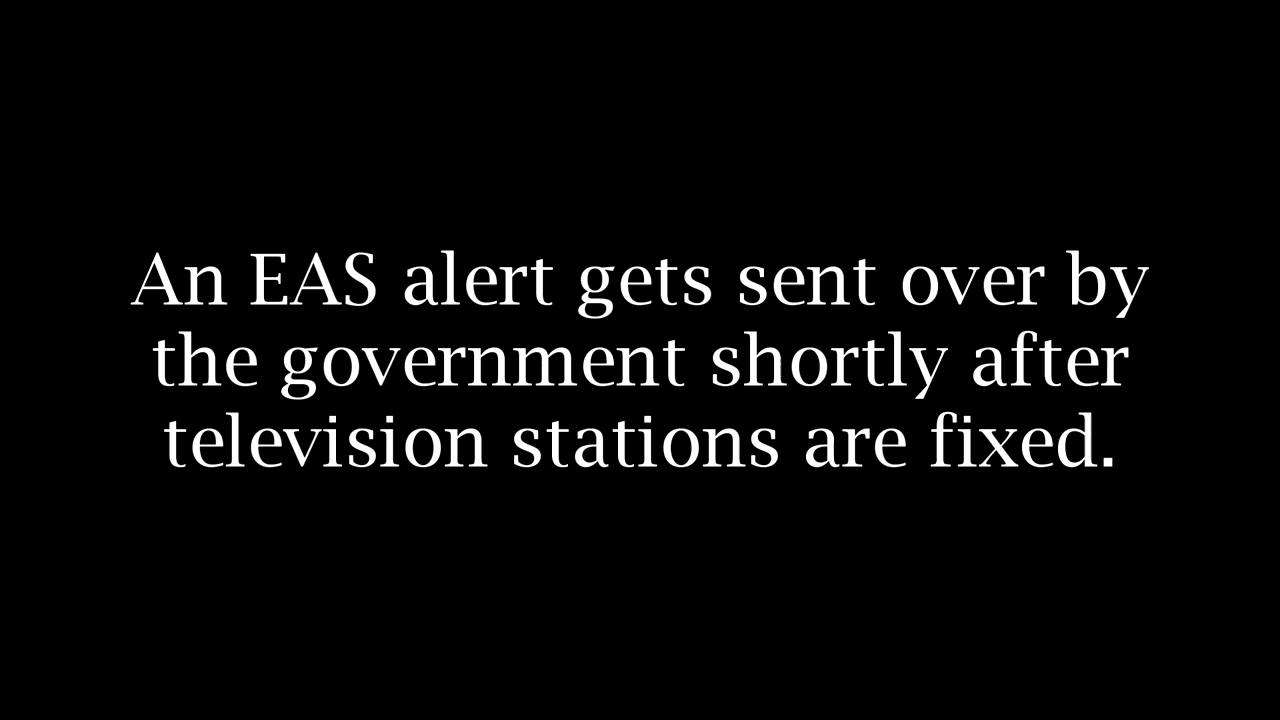 An EAS alert gets sent over by
the government shortly after
television stations are fixed.